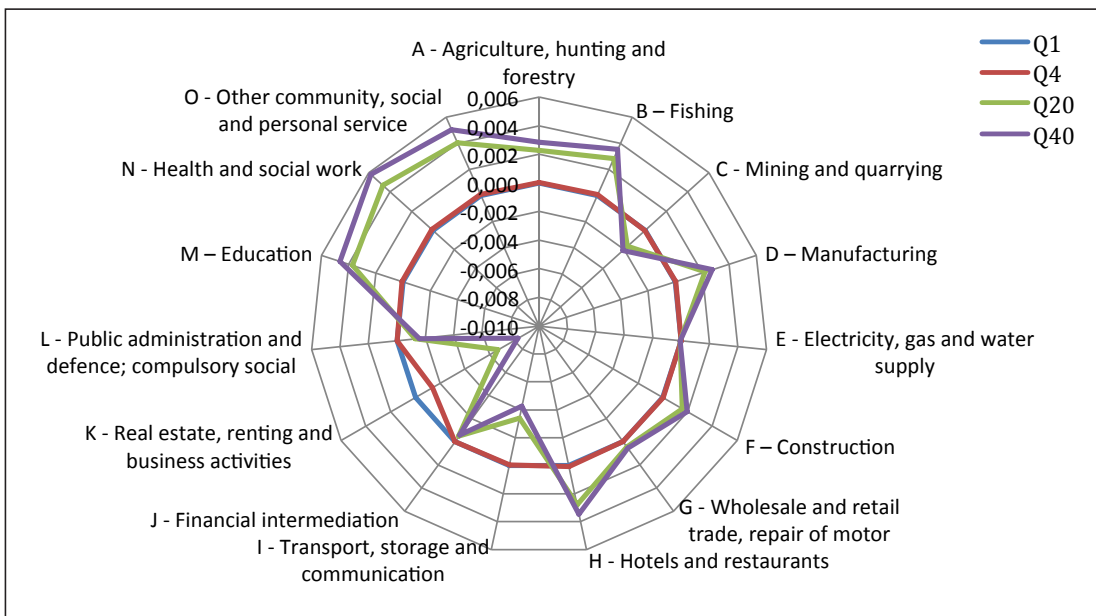 A - Agriculture, hunting and
forestry
B – Fishing
C - Mining and quarrying
D – Manufacturing
E - Electricity, gas and water
supply
F – Construction
G - Wholesale and retail
trade, repair of motor
H - Hotels and restaurants
I - Transport, storage and
communication
J - Financial intermediation
K - Real estate, renting and
business activities
L - Public administration and
defence; compulsory social
M – Education
N - Health and social work
O - Other community, social
and personal service
0,006
0,004
0,002
0,000
-0,002
-0,004
-0,006
-0,008
-0,010
Q1
Q4
Q20
Q40